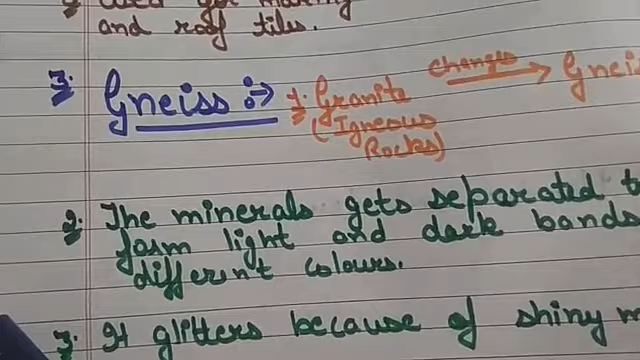 and roof tiles.
3. Gneiss :→ 1. Granite changes → Gneis
(Igneous
Rocks)
2. The minerals gets separated t
form light and dark bands
different colours.
3. It glitters because of shiny m